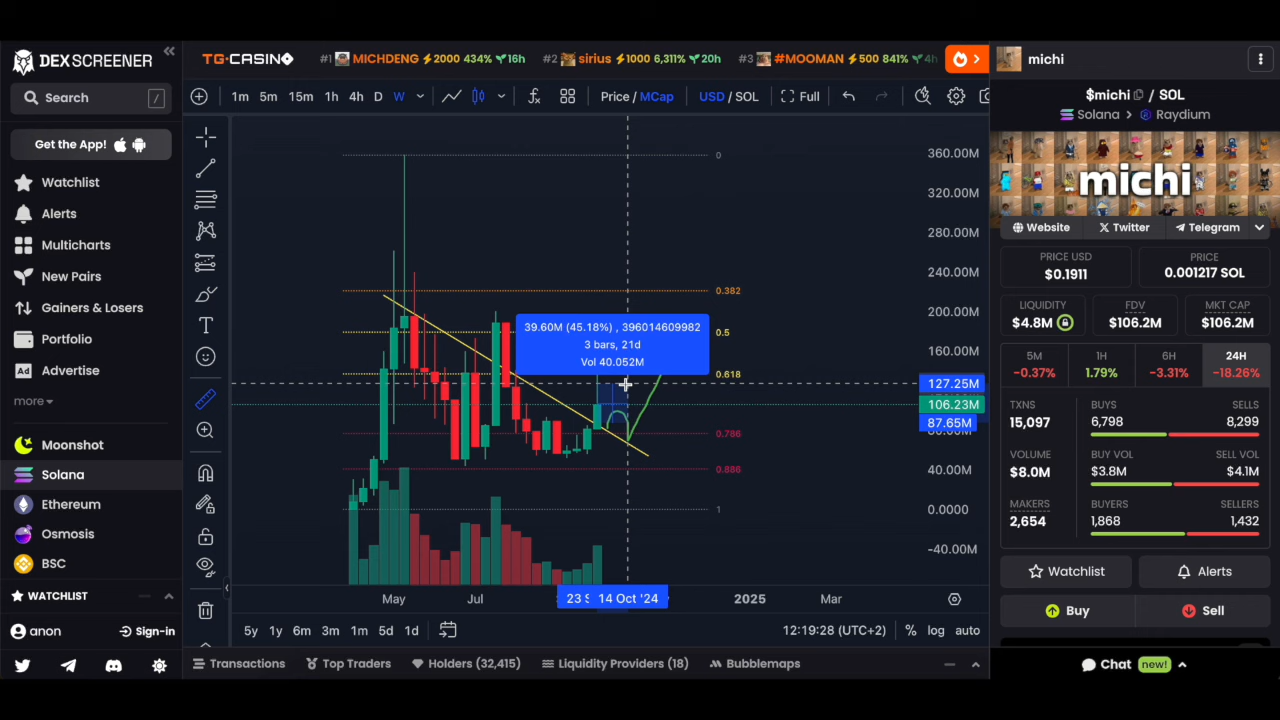 DEXSCREENER
Search /
Get the App!
Watchlist
Alerts
Multicharts
New Pairs
Gainers & Losers
Portfolio
Advertise
more
Moonshot
Solana
Ethereum
Osmosis
BSC
WATCHLIST
anon Sign-in
TG·CASINO #1 MICHDENG 2000 434% 16h #2 sirius 1000 6,311% 20h #3 #MOOMAN 500 841% 4h
1m 5m 15m 1h 4h D W Price / MCap USD / SOL Full
0
0.382
0.5
0.618
0.786
0.886
1
39.60M (45.18%) , 396014609982
3 bars, 21d
Vol 40.052M
360.00M
320.00M
280.00M
240.00M
200.00M
160.00M
127.25M
106.23M
87.65M
40.00M
0.0000
-40.00M
May Jul 23 S 14 Oct '24 2025 Mar
5y 1y 6m 3m 1m 5d 1d 12:19:28 (UTC+2) % log auto
Transactions Top Traders Holders (32,415) Liquidity Providers (18) Bubblemaps
michi
$michi / SOL
Solana > Raydium
michi
Website Twitter Telegram
PRICE USD
$0.1911
PRICE
0.001217 SOL
LIQUIDITY
$4.8M
FDV
$106.2M
MKT CAP
$106.2M
5M
-0.37%
1H
1.79%
6H
-3.31%
24H
-18.26%
TXNS
15,097
BUYS
6,798
SELLS
8,299
VOLUME
$8.0M
BUY VOL
$3.8M
SELL VOL
$4.1M
MAKERS
2,654
BUYERS
1,868
SELLERS
1,432
Watchlist Alerts
Buy Sell
Chat new!